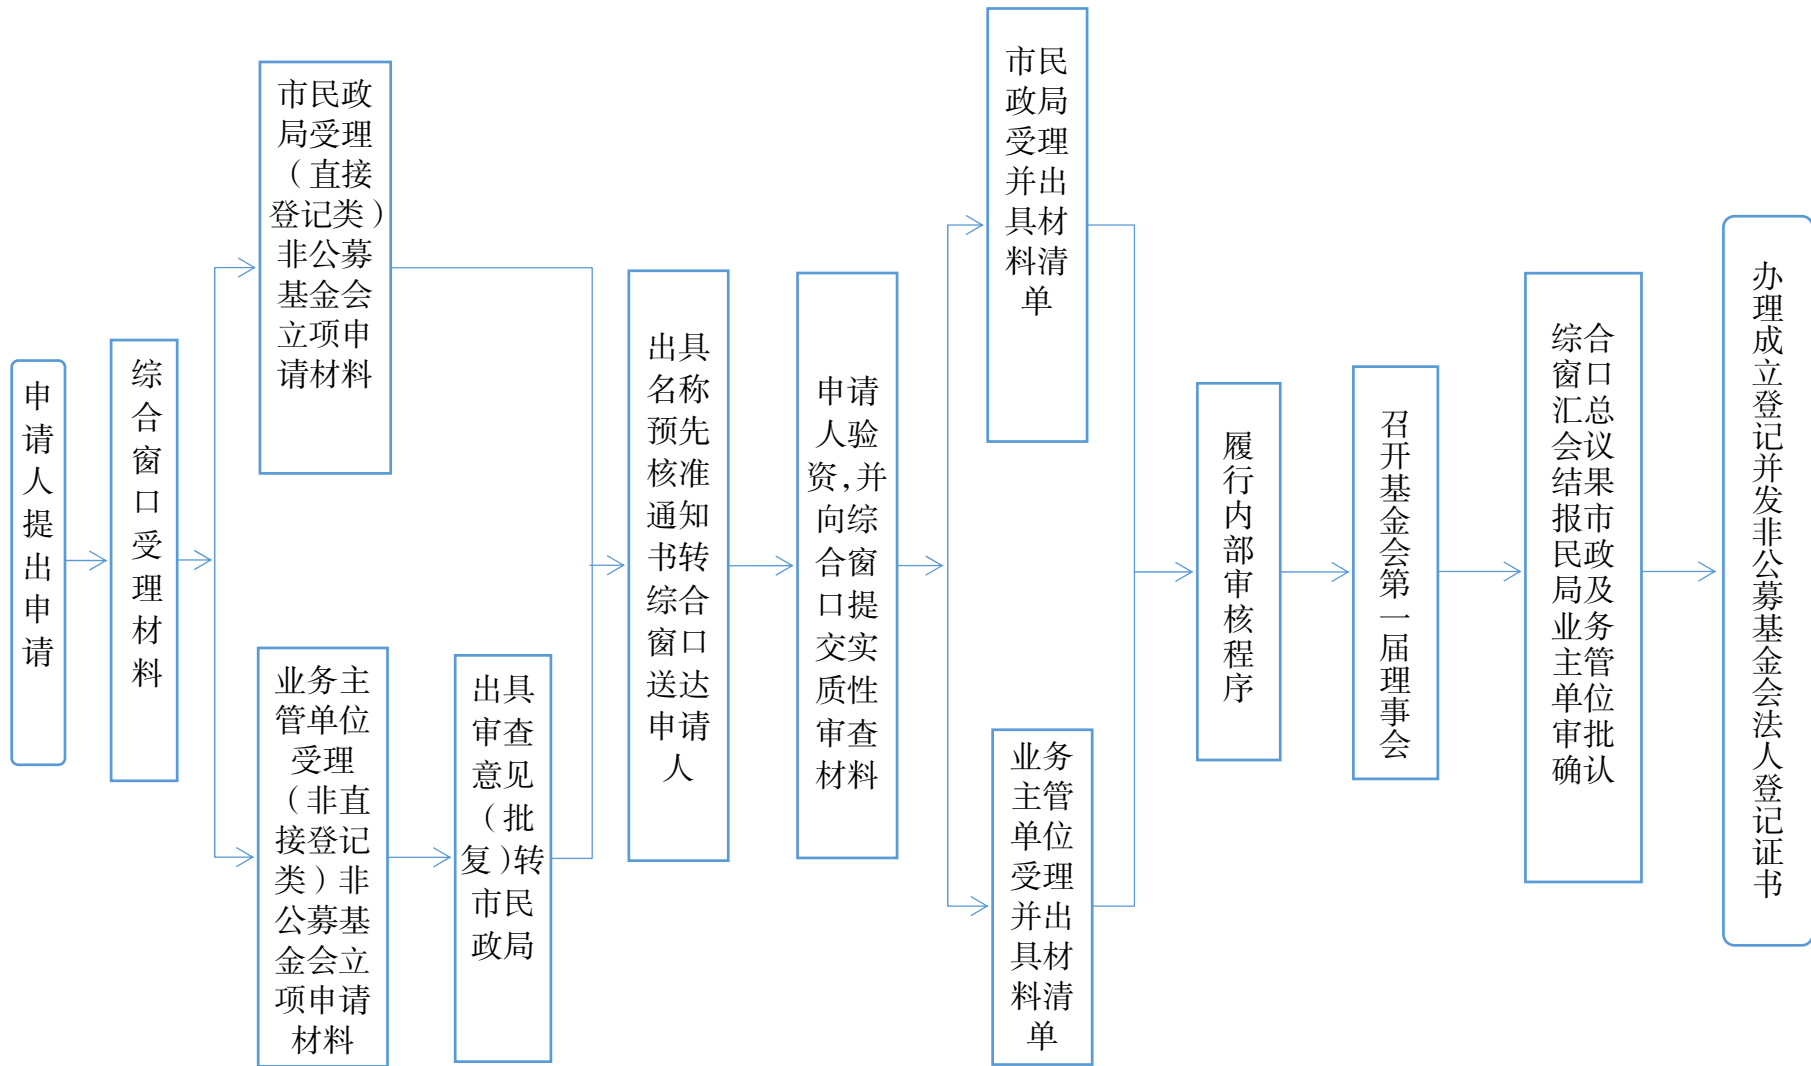 申请人提出申请
综合窗口受理材料
市民政
局受理
（直接
登记类）
非公募
基金会
立项申
请材料
业务主
管单位
受理
（非直
接登记
类）非
公募基
金会立
项申请
材料
出具
审查
意见
（批
复）转
市民
政局
出具
名称
预先
核准
通知
书转
综合
窗口
送达
申请
人
申请
人验
资，并
向综
合窗
口提
交实
质性
审查
材料
市民
政局
受理
并出
具材
料清
单
业务
主管
单位
受理
并出
具材
料清
单
履行内部审核程序
召开基金会第一届理事会
综合
窗口
汇总
会议
结果
报市
民政
局及
业务
主管
单位
审批
确认
办理成立登记并发非公募基金会法人登记证书